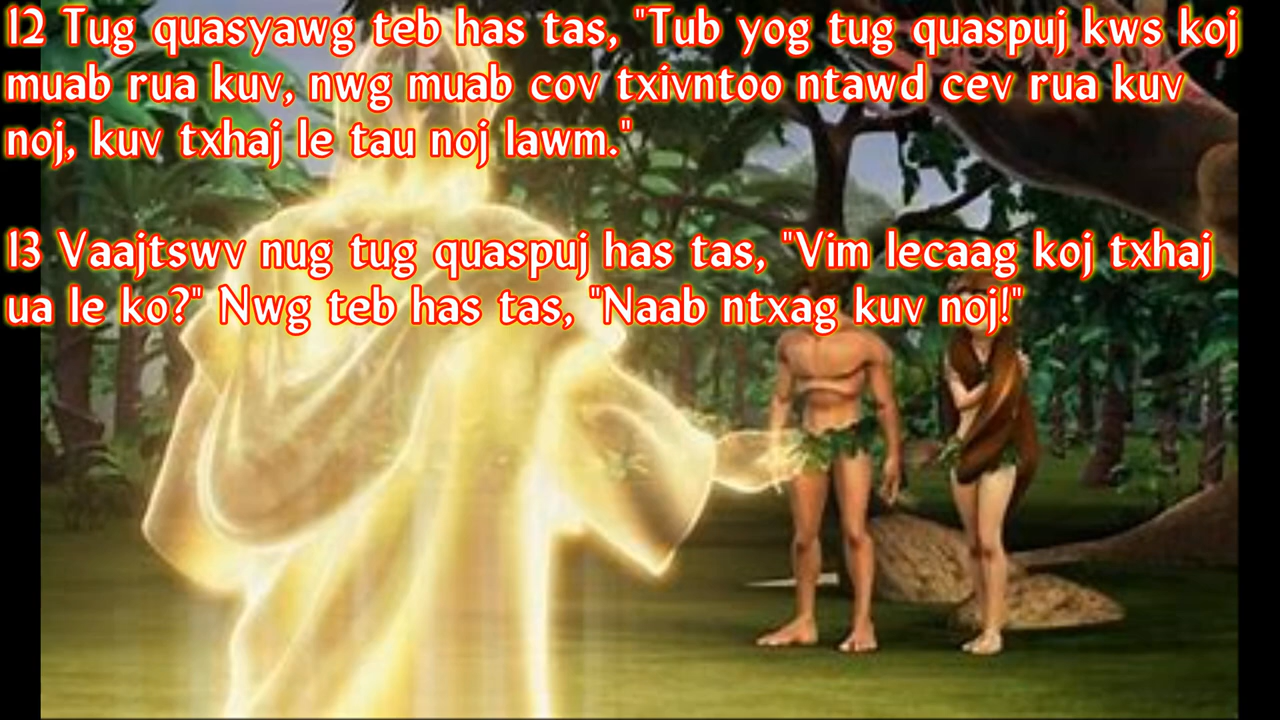 12 Tug quasyawg teb has tas, "Tub yog tug quaspuj kws koj
muab rua kuv, nwg muab cov txivntoo ntawd cev rua kuv
noj, kuv txhaj le tau noj lawm."
13 Vaajtswv nug tug quaspuj has tas, "Vim lecaag koj txhaj
ua le ko?" Nwg teb has tas, "Naab ntxag kuv noj!"